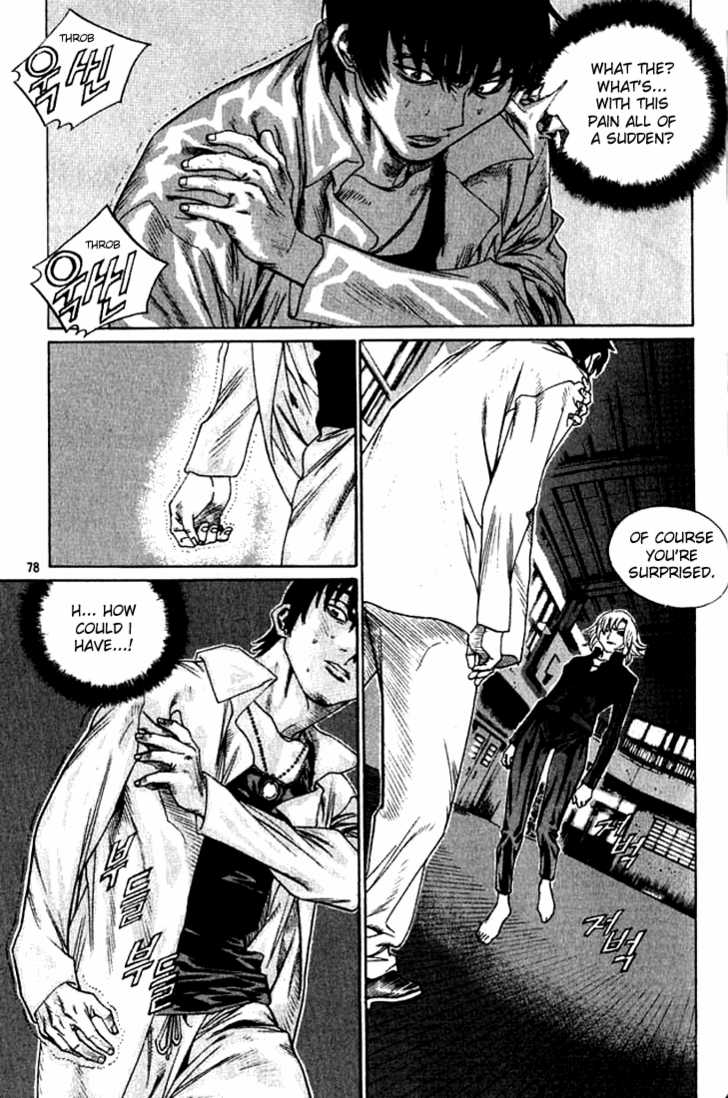 THROB
욱씬
WHAT THE?
WHAT'S...
WITH THIS
PAIN ALL OF
A SUDDEN?
THROB
욱씬
OF COURSE
YOU'RE
SURPRISED.
78
H... HOW
COULD I
HAVE...!
부들
부들
저벅
저벅